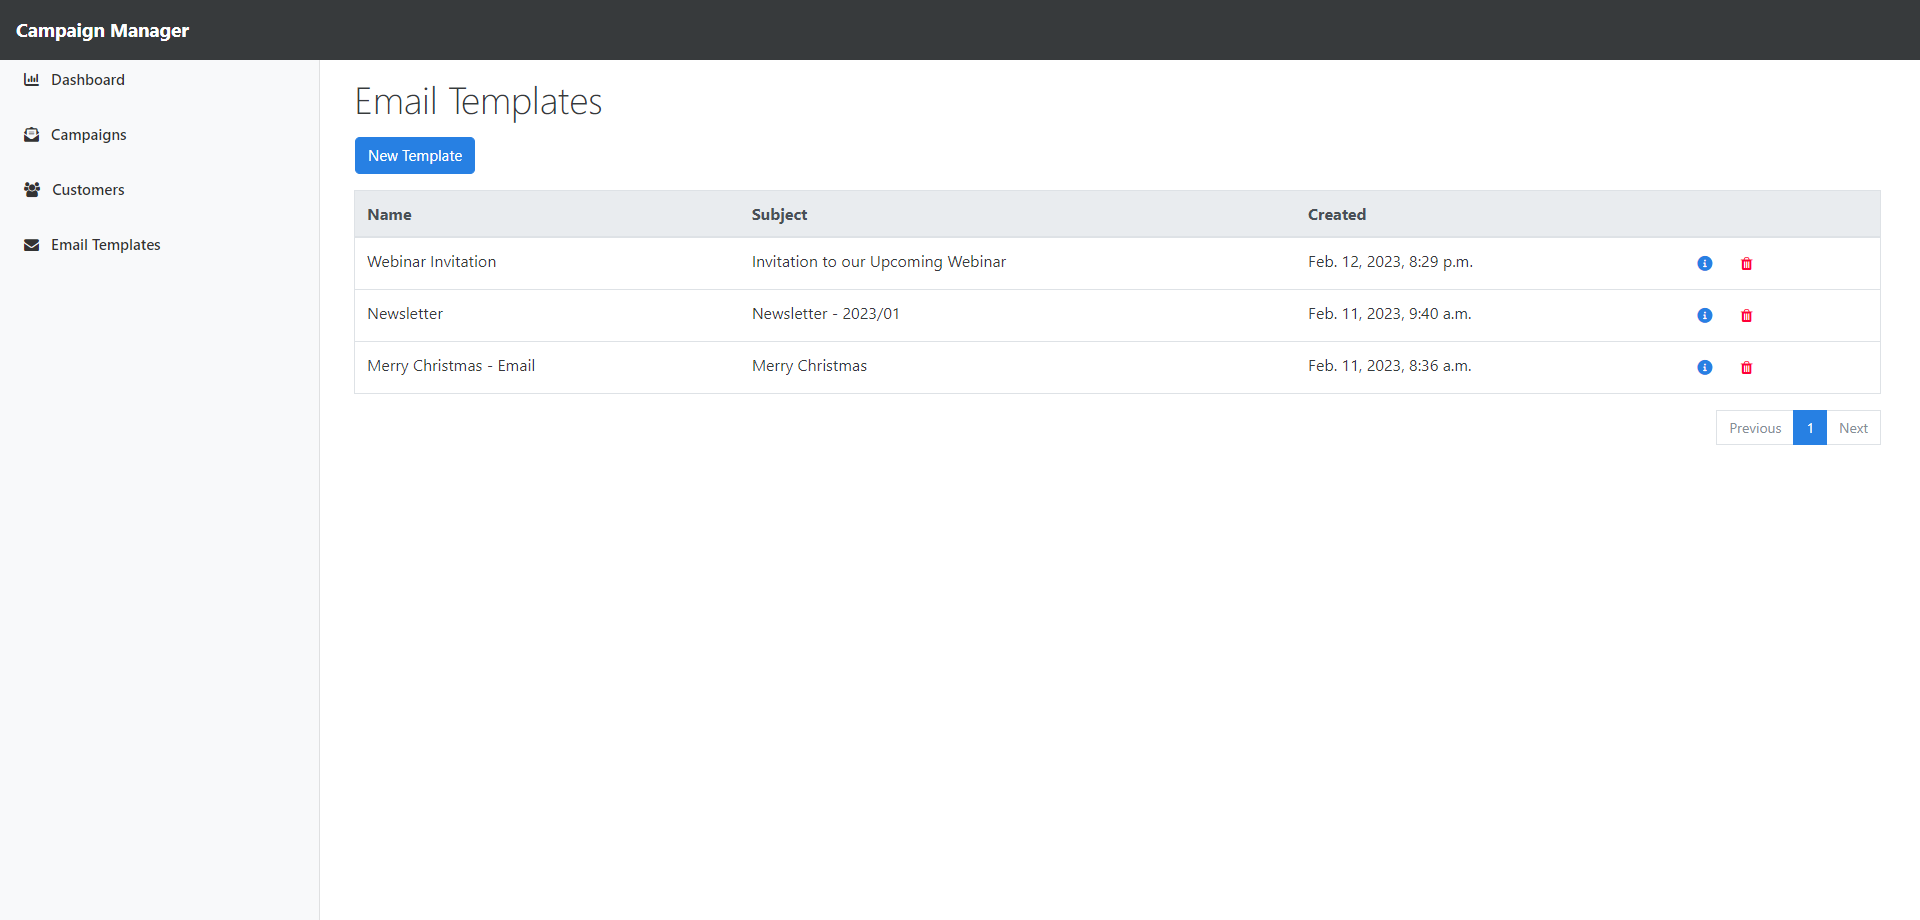 Campaign Manager
Dashboard
Campaigns
Customers
Email Templates
Email Templates
New Template
Name Subject Created
Webinar Invitation Invitation to our Upcoming Webinar Feb. 12, 2023, 8:29 p.m.
Newsletter Newsletter - 2023/01 Feb. 11, 2023, 9:40 a.m.
Merry Christmas - Email Merry Christmas Feb. 11, 2023, 8:36 a.m.
Previous 1 Next